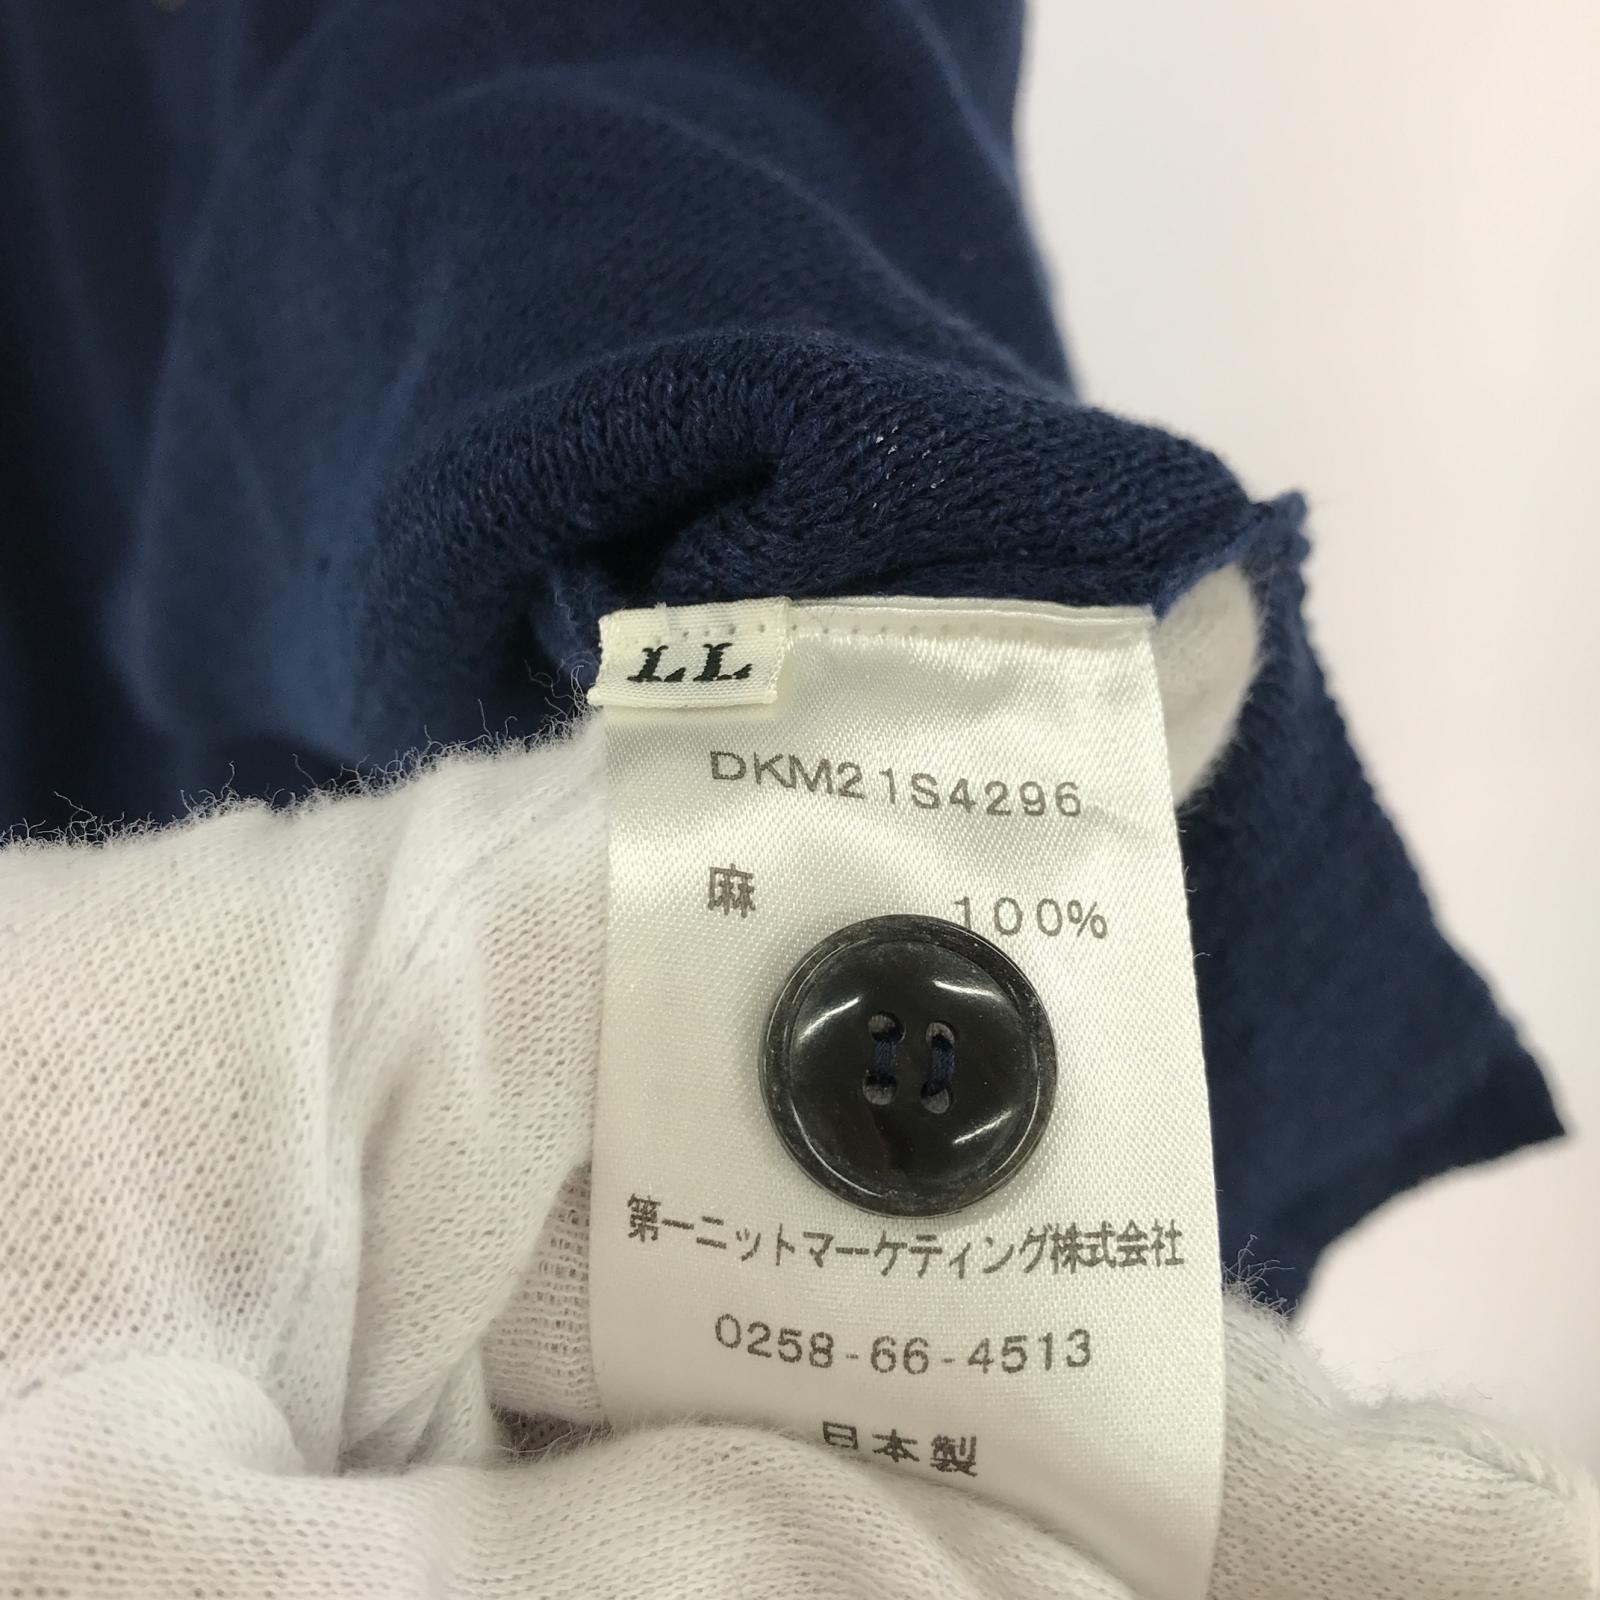 LL
DKM21S4296
麻 100%
第一ニットマーケティング株式会社
0258-66-4513
日本製